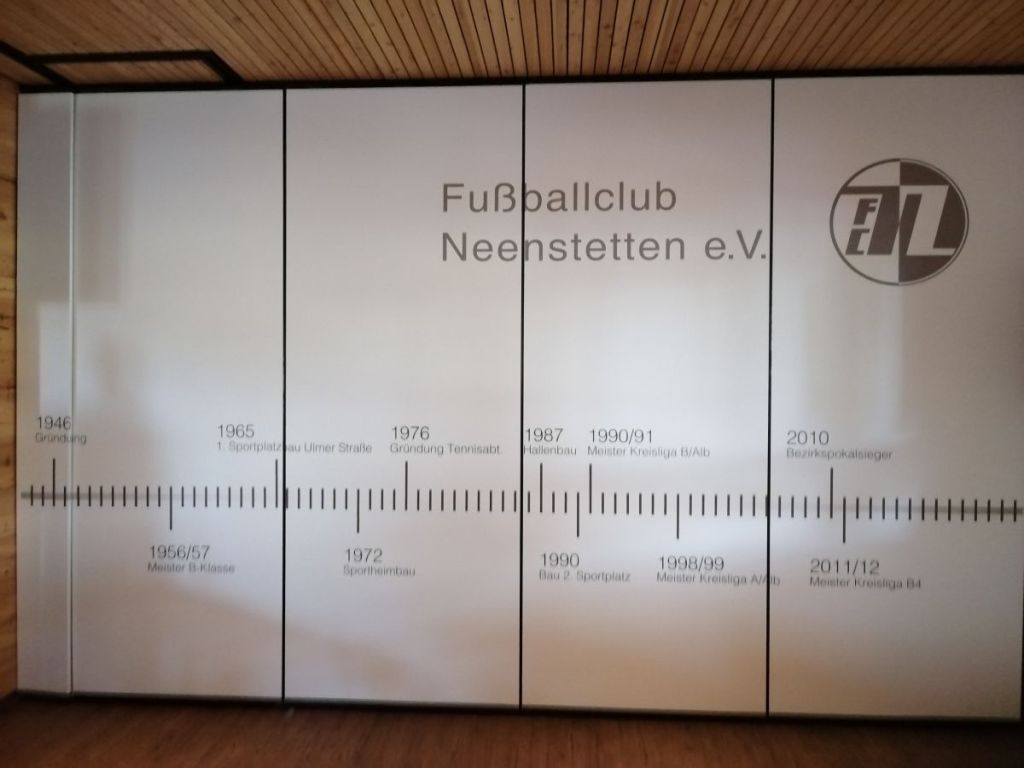 Fußballclub
Neenstetten e.V.
FC
1946
Gründung
1965
1. Sportplatzbau Ulmer Straße
1976
Gründung Tennisabt.
1987
Hallenbau
1990/91
Meister Kreisliga B/Alb
2010
Bezirkspokalsieger
1956/57
Meister B-Klasse
1972
Sportheimbau
1990
Bau 2. Sportplatz
1998/99
Meister Kreisliga A/Alb
2011/12
Meister Kreisliga B4